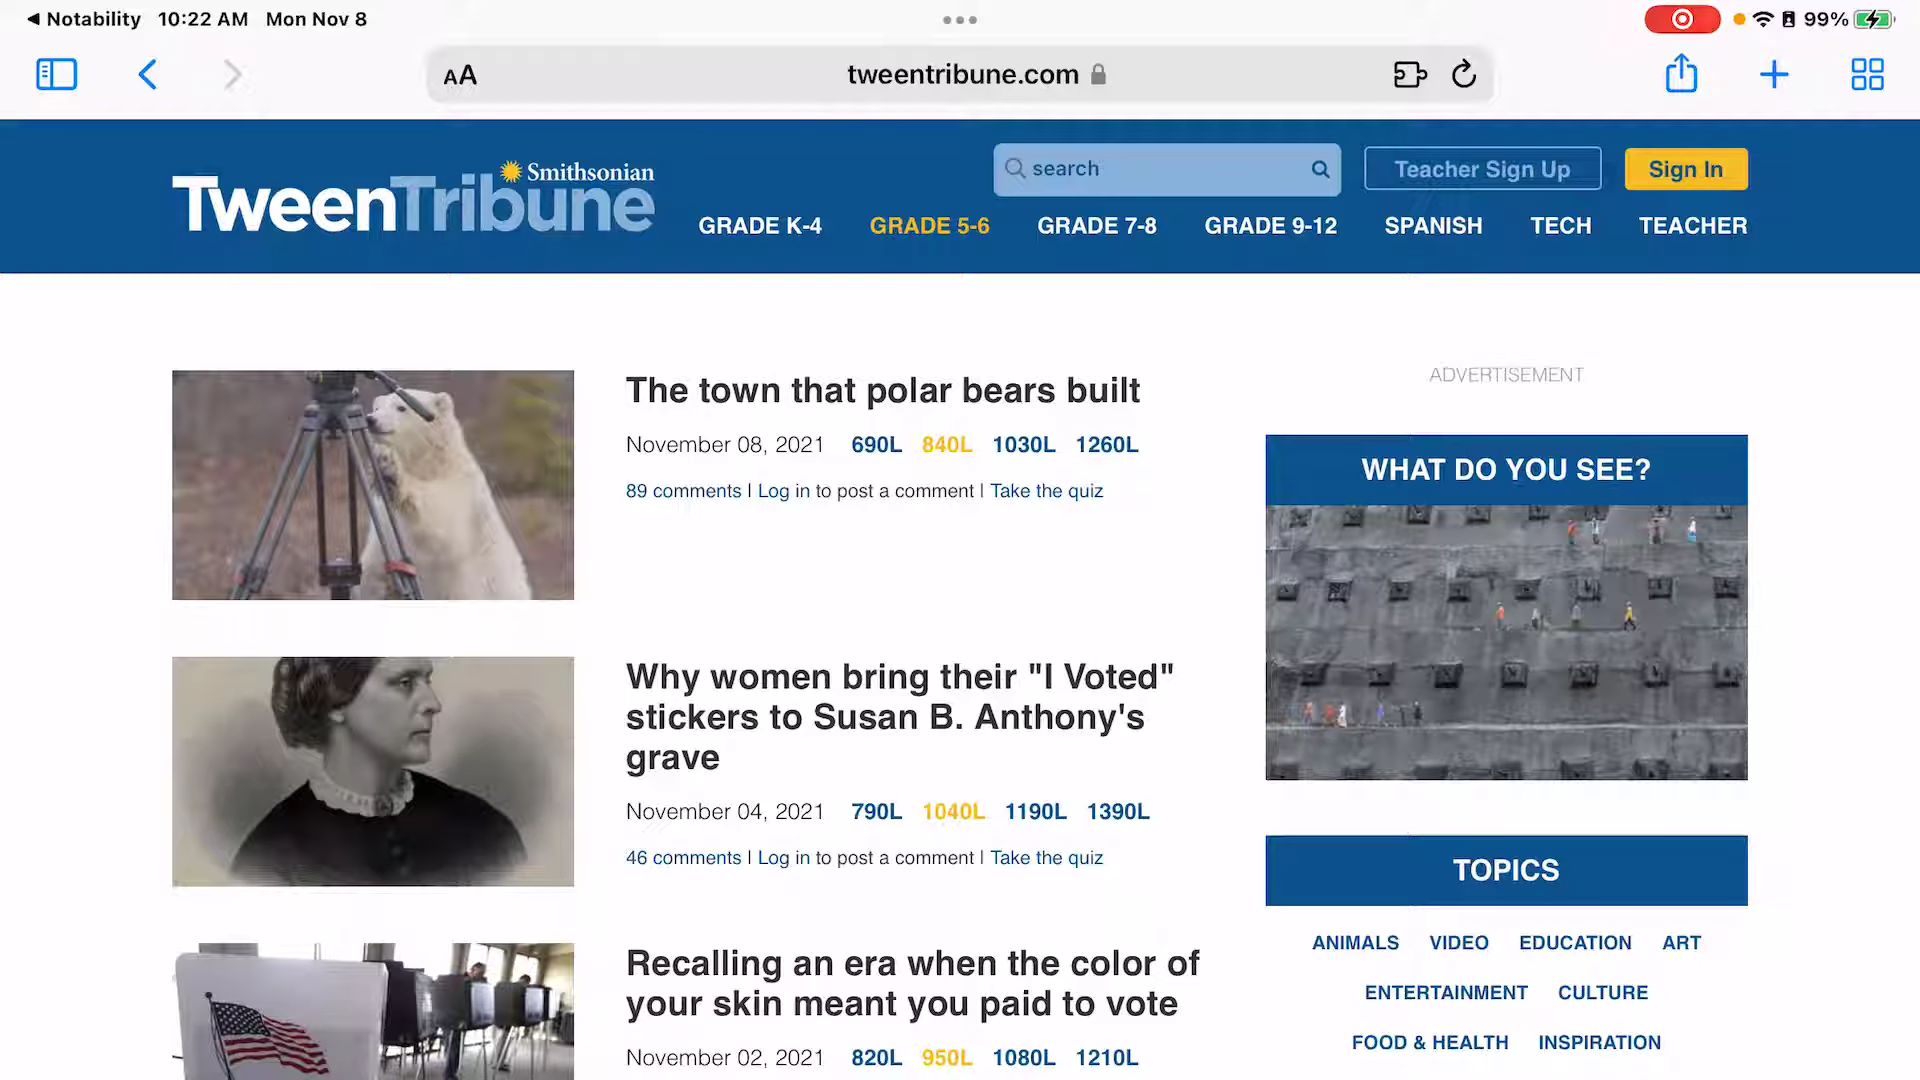 Notability 10:22 AM Mon Nov 8
99%
AA
tweentribune.com
Smithsonian
TweenTribune
search
Teacher Sign Up
Sign In
GRADE K-4 GRADE 5-6 GRADE 7-8 GRADE 9-12 SPANISH TECH TEACHER
The town that polar bears built
November 08, 2021 690L 840L 1030L 1260L
89 comments | Log in to post a comment | Take the quiz
Why women bring their "I Voted"
stickers to Susan B. Anthony's
grave
November 04, 2021 790L 1040L 1190L 1390L
46 comments | Log in to post a comment | Take the quiz
Recalling an era when the color of
your skin meant you paid to vote
November 02, 2021 820L 950L 1080L 1210L
ADVERTISEMENT
WHAT DO YOU SEE?
TOPICS
ANIMALS VIDEO EDUCATION ART
ENTERTAINMENT CULTURE
FOOD & HEALTH INSPIRATION